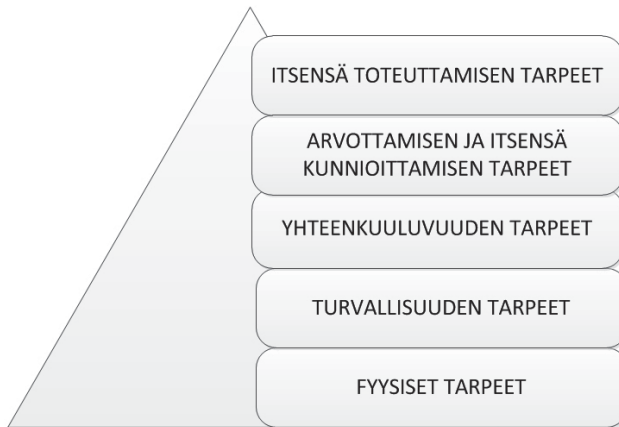 ITSENSÄ TOTEUTTAMISEN TARPEET
ARVOTTAMISEN JA ITSENSÄ
KUNNIOITTAMISEN TARPEET
YHTEENKUULUVUUDEN TARPEET
TURVALLISUUDEN TARPEET
FYYSISET TARPEET